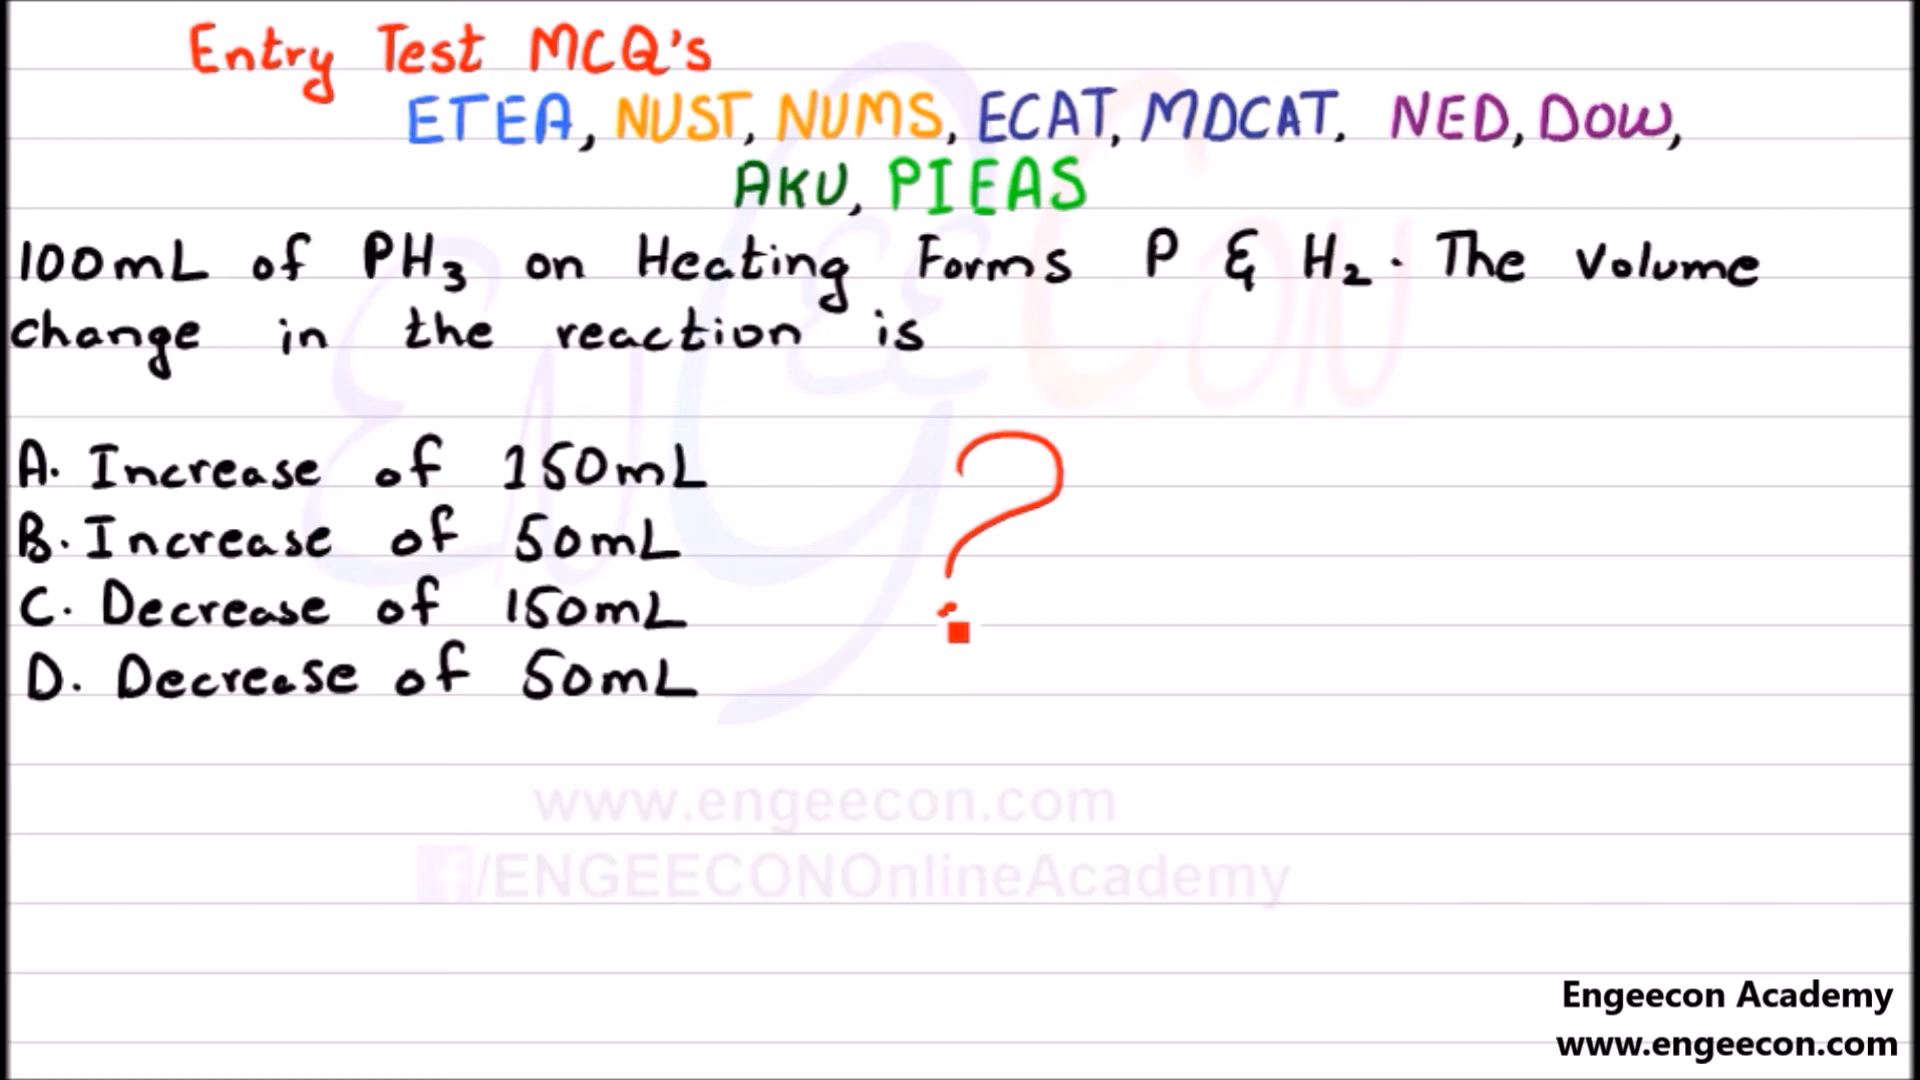 Entry Test MCQ's
ETEA, NUST, NUMS, ECAT, MDCAT, NED, DOW,
AKU, PIEAS
100mL of PH₃ on Heating Forms P & H₂. The Volume
change in the reaction is
A. Increase of 150mL
B. Increase of 50mL
C. Decrease of 150mL
D. Decrease of 50mL
?
ENGEECON
www.engeecon.com
f/ENGEECONOnlineAcademy
Engeecon Academy
www.engeecon.com